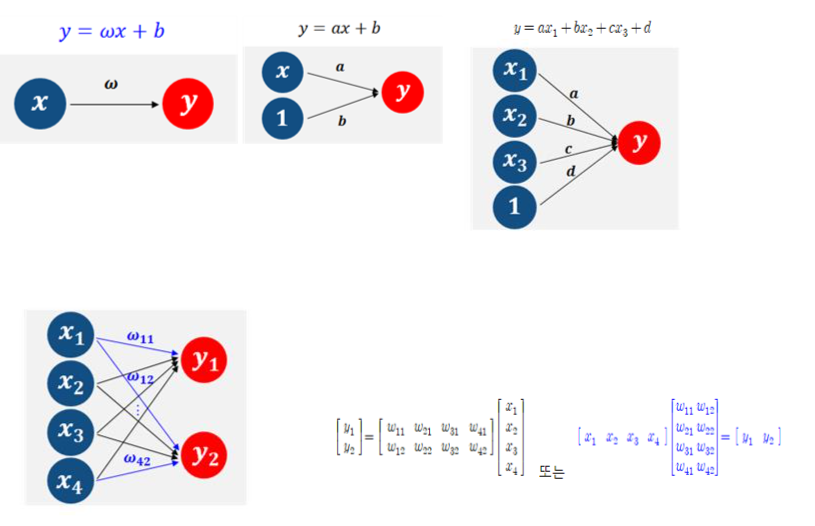 y = ωx + b
x ω y
y = ax + b
x a
1 b
y
y = ax₁ + bx₂ + cx₃ + d
x₁ a
x₂ b
x₃ c
1 d
y
x₁ ω₁₁ y₁
x₂ ω₁₂
⋮
x₃
x₄ ω₄₂ y₂
[y₁ y₂] = [w₁₁ w₂₁ w₃₁ w₄₁
w₁₂ w₂₂ w₃₂ w₄₂] [x₁ x₂ x₃ x₄]
또는
[x₁ x₂ x₃ x₄] [w₁₁ w₁₂
w₂₁ w₂₂
w₃₁ w₃₂
w₄₁ w₄₂] = [y₁ y₂]